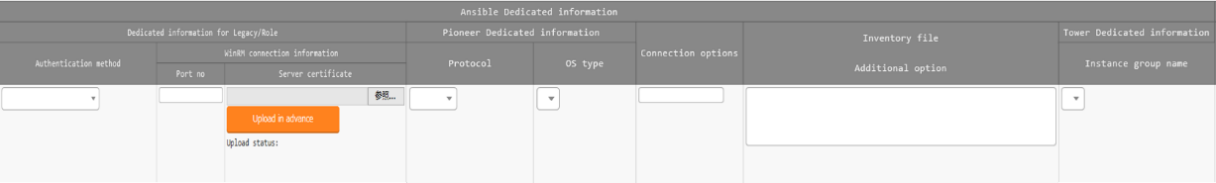 Ansible Dedicated information
Dedicated information for Legacy/Role
Pioneer Dedicated information
Connection options
Inventory file
Additional option
Tower Dedicated information
Authentication method
WinRM connection information
Protocol
OS type
Instance group name
Port no
Server certificate
参照...
Upload in advance
Upload status: